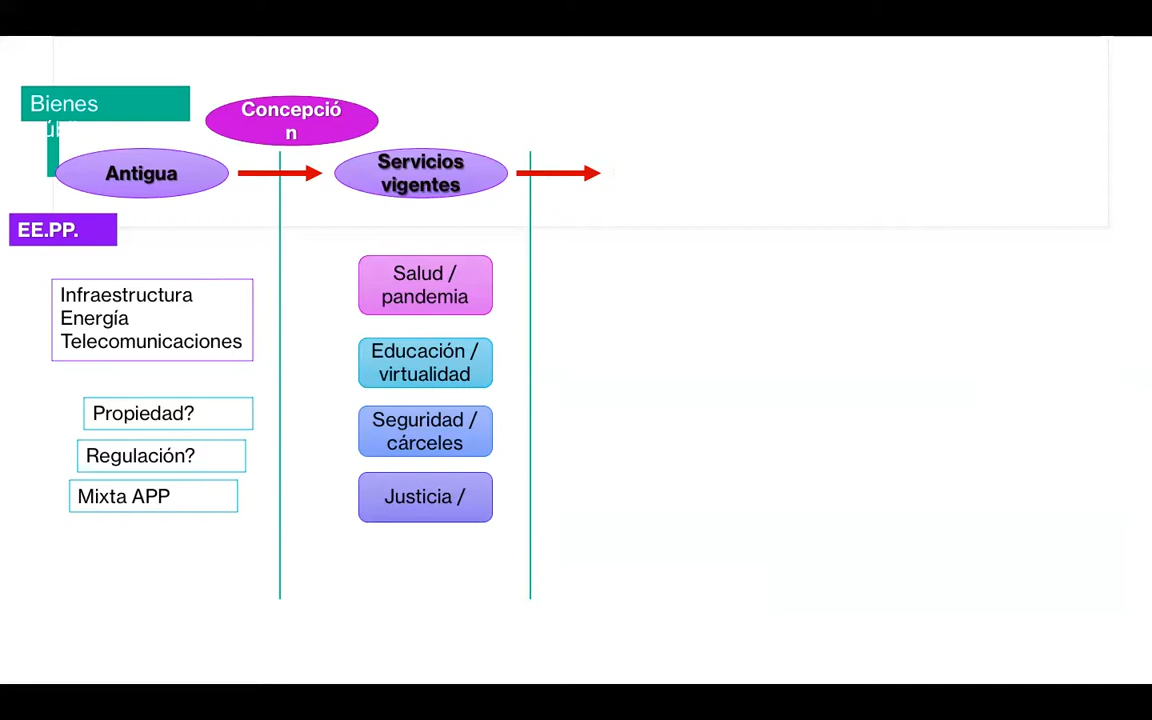 Bienes
Concepció
n
Antigua
Servicios
vigentes
EE.PP.
Infraestructura
Energía
Telecomunicaciones
Propiedad?
Regulación?
Mixta APP
Salud /
pandemia
Educación /
virtualidad
Seguridad /
cárceles
Justicia /